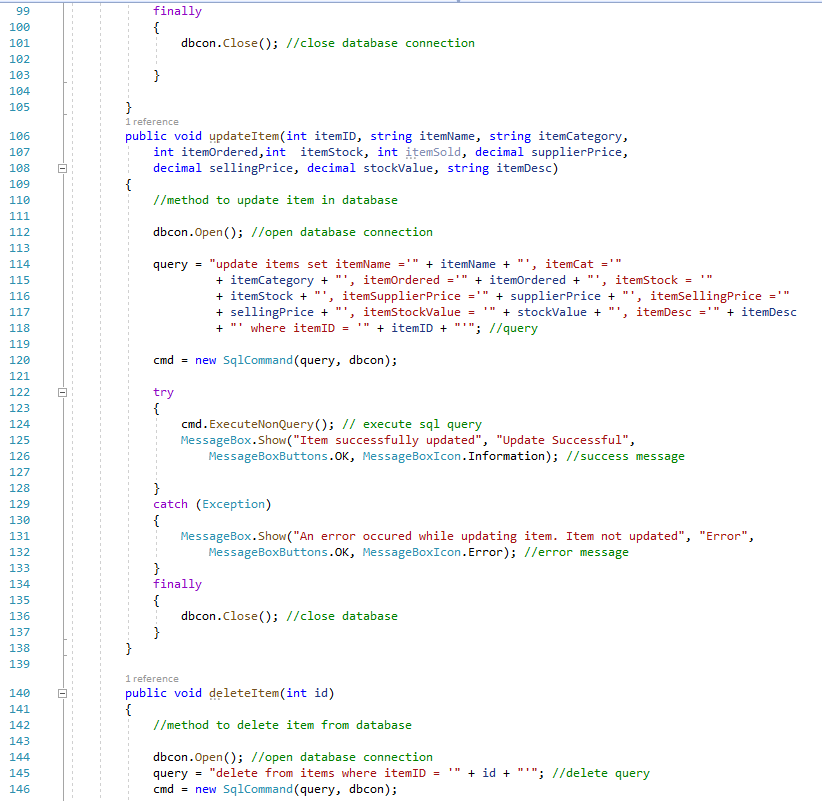 99 finally
100 {
101 dbcon.Close(); //close database connection
102
103 }
104
105 }
1 reference
106 public void updateItem(int itemID, string itemName, string itemCategory,
107 int itemOrdered,int  itemStock, int itemSold, decimal supplierPrice,
108 decimal sellingPrice, decimal stockValue, string itemDesc)
109 {
110 //method to update item in database
111
112 dbcon.Open(); //open database connection
113
114 query = "update items set itemName ='" + itemName + "', itemCat ='"
115 + itemCategory + "', itemOrdered ='" + itemOrdered + "', itemStock = '"
116 + itemStock + "', itemSupplierPrice ='" + supplierPrice + "', itemSellingPrice ='"
117 + sellingPrice + "', itemStockValue = '" + stockValue + "', itemDesc ='" + itemDesc
118 + "' where itemID = '" + itemID + "'"; //query
119
120 cmd = new SqlCommand(query, dbcon);
121
122 try
123 {
124 cmd.ExecuteNonQuery(); // execute sql query
125 MessageBox.Show("Item successfully updated", "Update Successful",
126 MessageBoxButtons.OK, MessageBoxIcon.Information); //success message
127
128 }
129 catch (Exception)
130 {
131 MessageBox.Show("An error occured while updating item. Item not updated", "Error",
132 MessageBoxButtons.OK, MessageBoxIcon.Error); //error message
133 }
134 finally
135 {
136 dbcon.Close(); //close database
137 }
138 }
139
1 reference
140 public void deleteItem(int id)
141 {
142 //method to delete item from database
143
144 dbcon.Open(); //open database connection
145 query = "delete from items where itemID = '" + id + "'"; //delete query
146 cmd = new SqlCommand(query, dbcon);